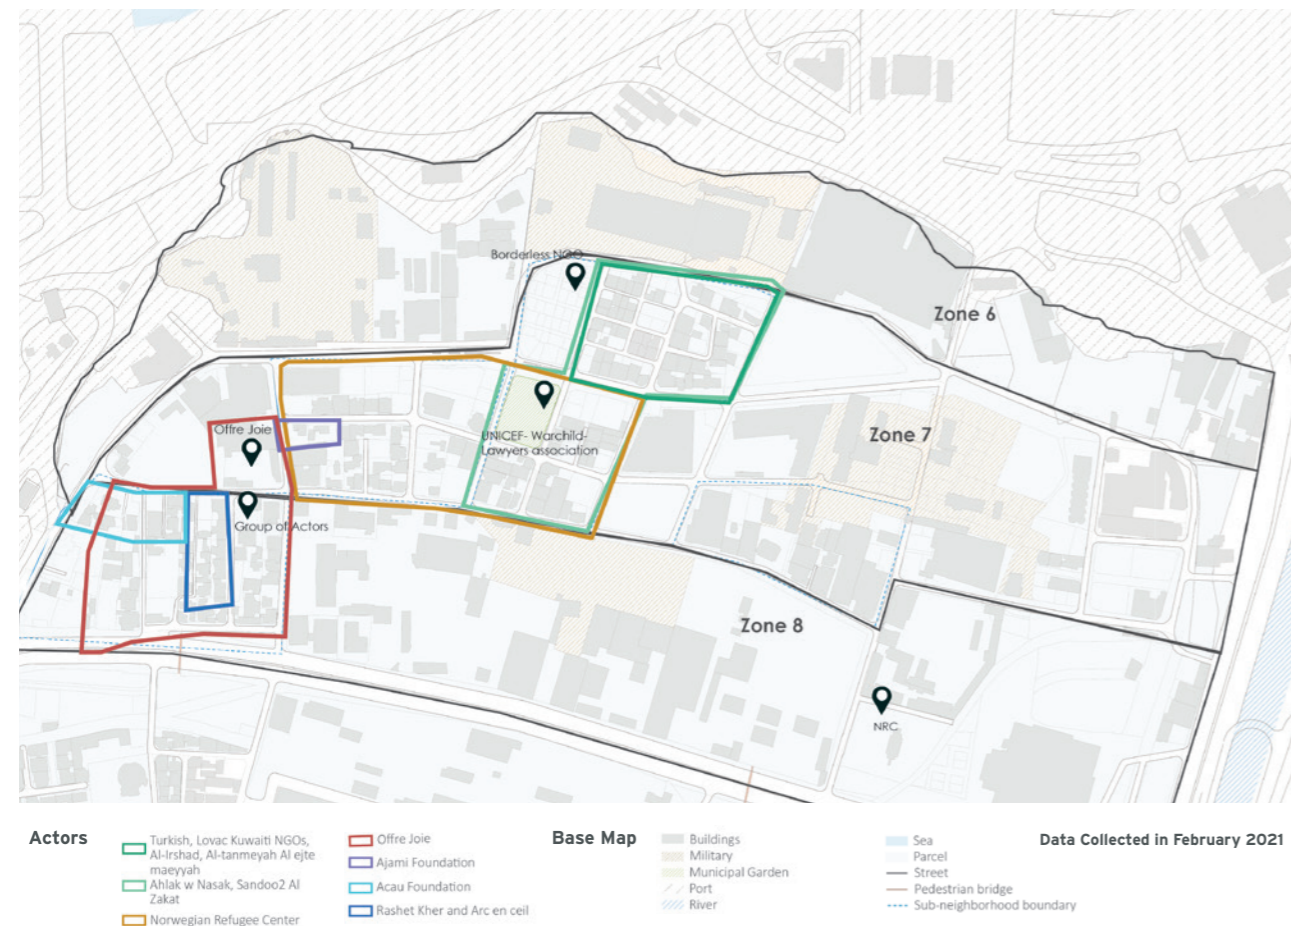 Borderless NGO
Zone 6
Offre Joie
UNICEF- Warchild-
Lawyers association
Zone 7
Group of Actors
Zone 8
NRC
Actors
Turkish, Lovac Kuwaiti NGOs,
Al-Irshad, Al-tanmeyah Al ejte
maeyyah
Ahlak w Nasak, Sandoo2 Al
Zakat
Norwegian Refugee Center
Offre Joie
Ajami Foundation
Acau Foundation
Rashet Kher and Arc en ceil
Base Map
Buildings
Military
Municipal Garden
Port
River
Sea
Parcel
Street
Pedestrian bridge
Sub-neighborhood boundary
Data Collected in February 2021